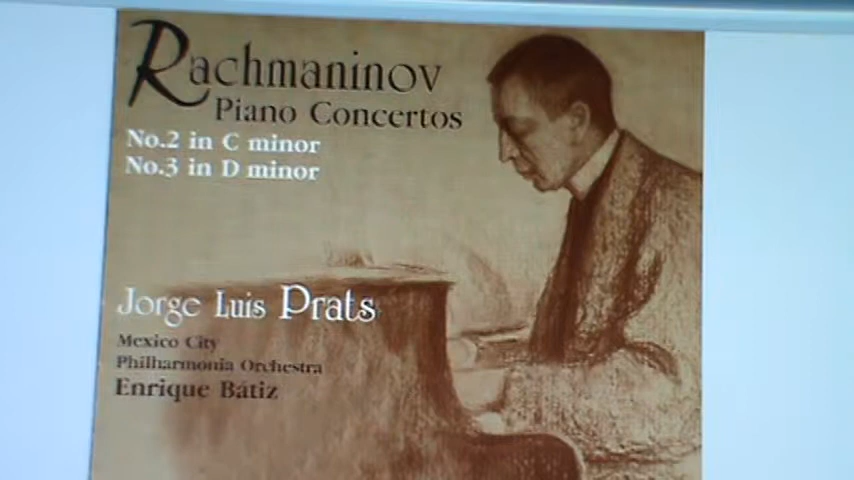 Rachmaninov
Piano Concertos
No.2 in C minor
No.3 in D minor
Jorge Luis Prats
Mexico City
Philharmonia Orchestra
Enrique Bátiz